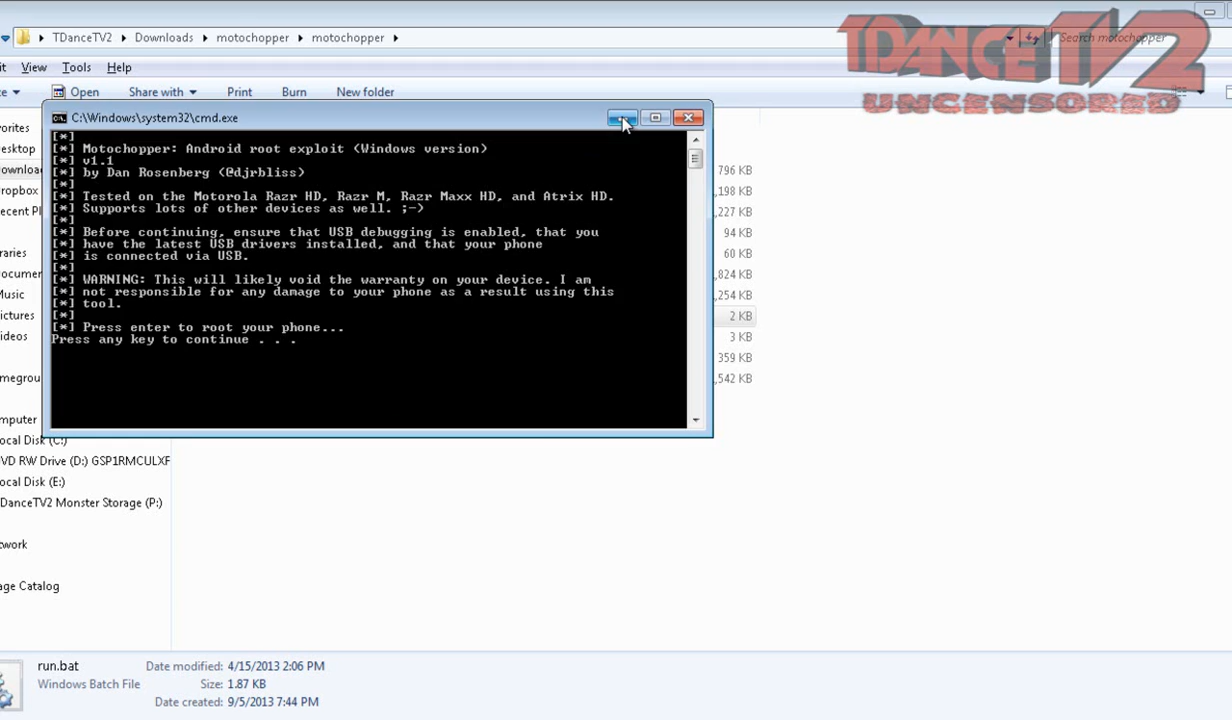 TDanceTV2 Downloads motochopper motochopper
Search motochopper
TDANCETV2
UNCENSORED
it View Tools Help
Open Share with Print Burn New folder
C:\Windows\system32\cmd.exe
[*]
[*] Motochopper: Android root exploit (Windows version)
[*] v1.1
[*] by Dan Rosenberg (@djrbliss)
[*]
[*] Tested on the Motorola Razr HD, Razr M, Razr Maxx HD, and Atrix HD.
[*] Supports lots of other devices as well. ;->
[*]
[*] Before continuing, ensure that USB debugging is enabled, that you
[*] have the latest USB drivers installed, and that your phone
[*] is connected via USB.
[*]
[*] WARNING: This will likely void the warranty on your device. I am
[*] not responsible for any damage to your phone as a result using this
[*] tool.
[*]
[*] Press enter to root your phone...
Press any key to continue . . .
vorites
esktop
ownloa
ropbox
ecent Pl
raries
ocumen
Music
ictures
ideos
megrou
mputer
ocal Disk (C:)
VD RW Drive (D:) GSP1RMCULXF
ocal Disk (E:)
DanceTV2 Monster Storage (P:)
twork
age Catalog
796 KB
,198 KB
,227 KB
94 KB
60 KB
,824 KB
,254 KB
2 KB
3 KB
359 KB
,542 KB
run.bat Date modified: 4/15/2013 2:06 PM
Windows Batch File Size: 1.87 KB
Date created: 9/5/2013 7:44 PM